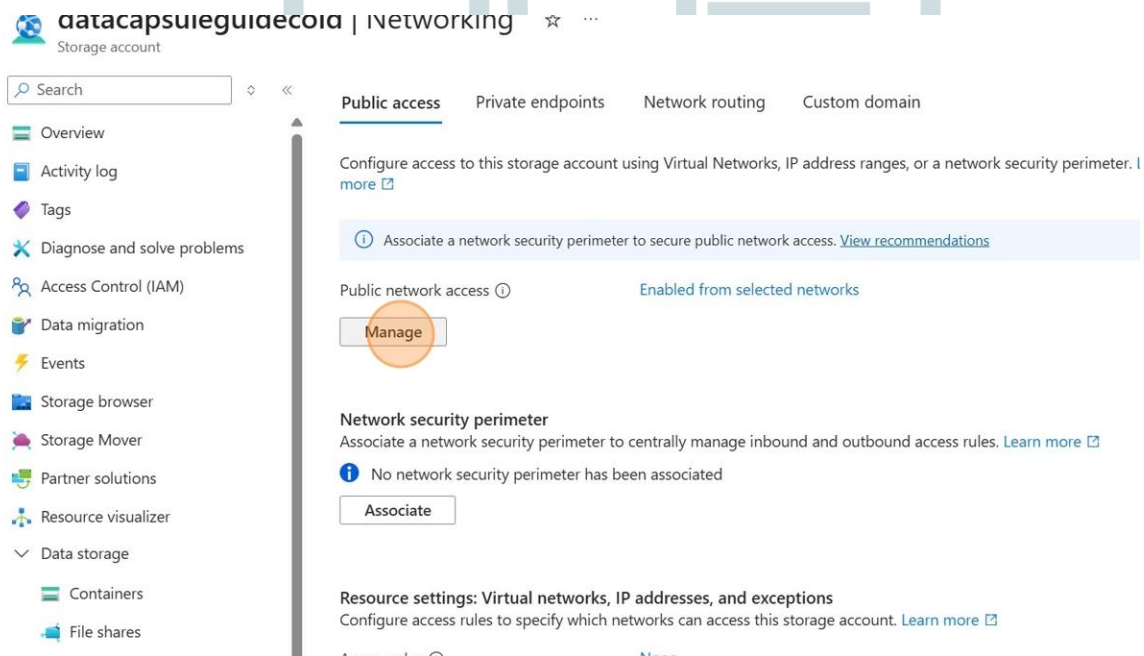 datacapsuleguidecold | Networking
Storage account
Search
Overview
Activity log
Tags
Diagnose and solve problems
Access Control (IAM)
Data migration
Events
Storage browser
Storage Mover
Partner solutions
Resource visualizer
Data storage
Containers
File shares
Public access Private endpoints Network routing Custom domain
Configure access to this storage account using Virtual Networks, IP address ranges, or a network security perimeter.
more
Associate a network security perimeter to secure public network access. View recommendations
Public network access Enabled from selected networks
Manage
Network security perimeter
Associate a network security perimeter to centrally manage inbound and outbound access rules. Learn more
No network security perimeter has been associated
Associate
Resource settings: Virtual networks, IP addresses, and exceptions
Configure access rules to specify which networks can access this storage account. Learn more